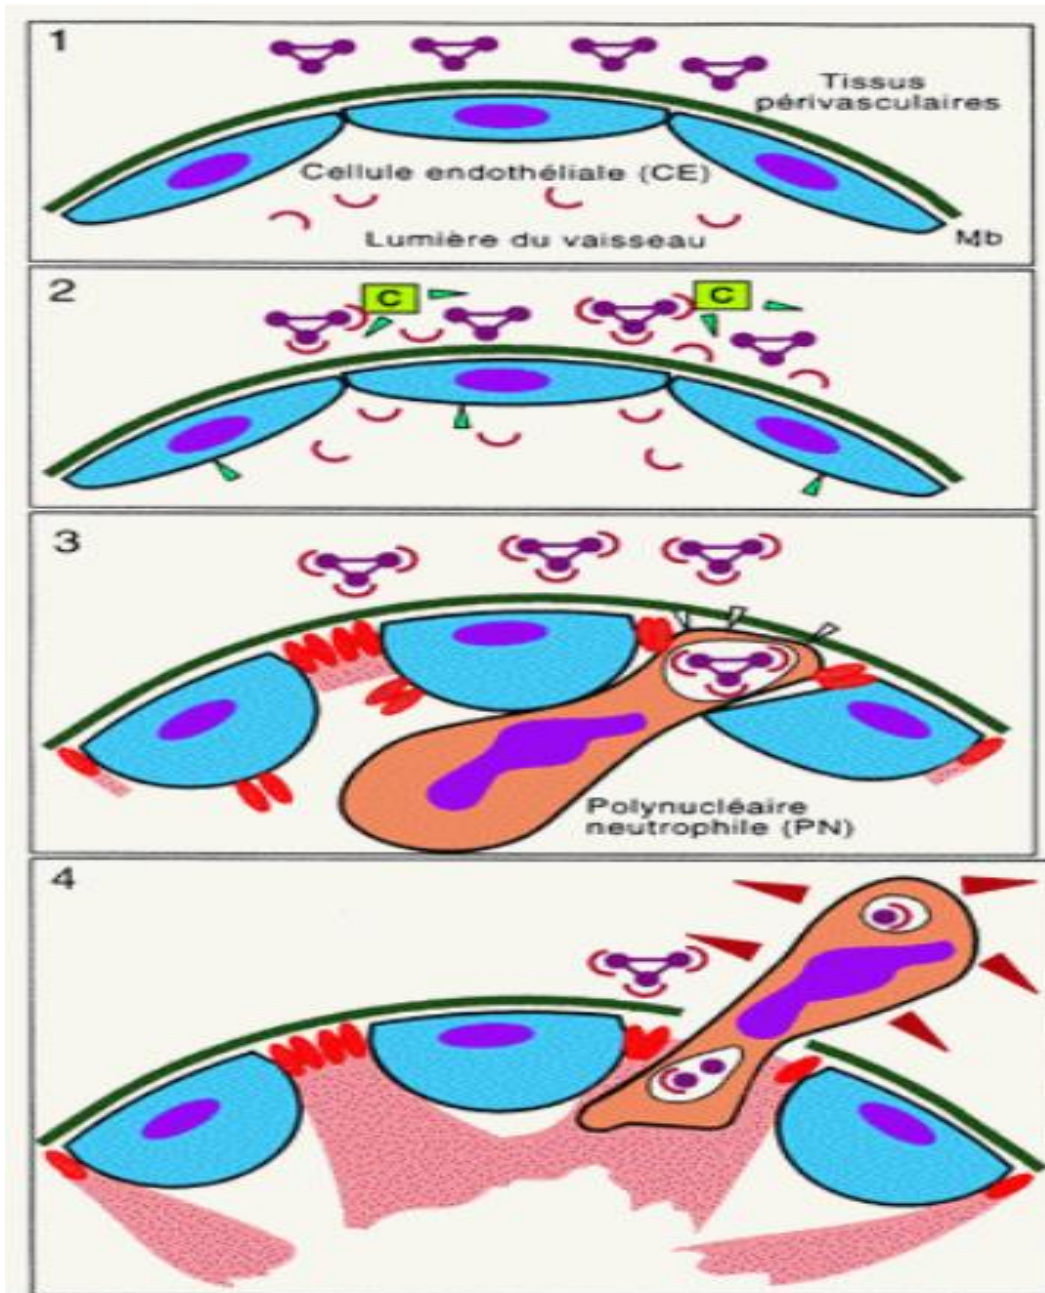 1
Tissus
périvasculaires
Cellule endothéliale (CE)
Lumière du vaisseau
Mb
2
C
C
3
Polynucléaire
neutrophile (PN)
4